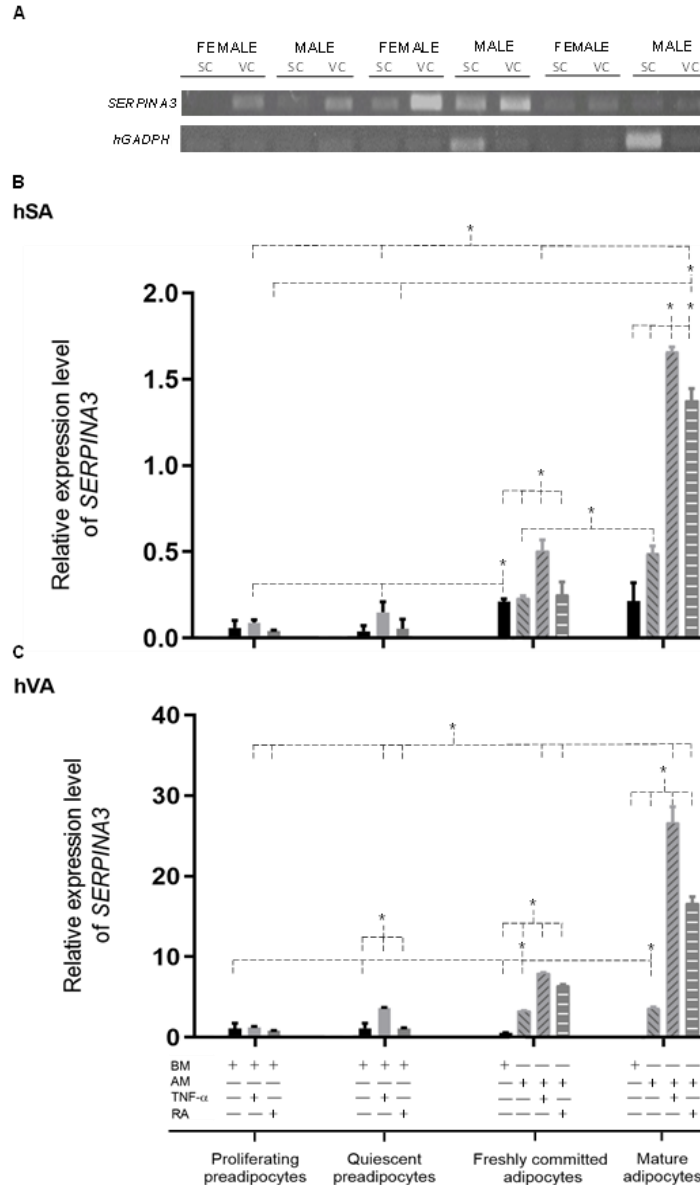 A
FEMALE MALE FEMALE MALE FEMALE MALE
SC VC SC VC SC VC SC VC SC VC SC VC
SERPINA3
hGADPH
B
hSA
*
*
2.0
* *
1.5
Relative expression level
of SERPINA3
1.0
*
*
0.5
*
0.0
C
hVA
40
*
*
30
Relative expression level
of SERPINA3
20
*
*
10
* *
0
BM + + + + + + + — — — + — — —
AM — — — — — — — + + + — + + +
TNF-α — + — — + — — — + — — — + —
RA — — + — — + — — — + — — — +
Proliferating preadipocytes
Quiescent preadipocytes
Freshly committed adipocytes
Mature adipocytes